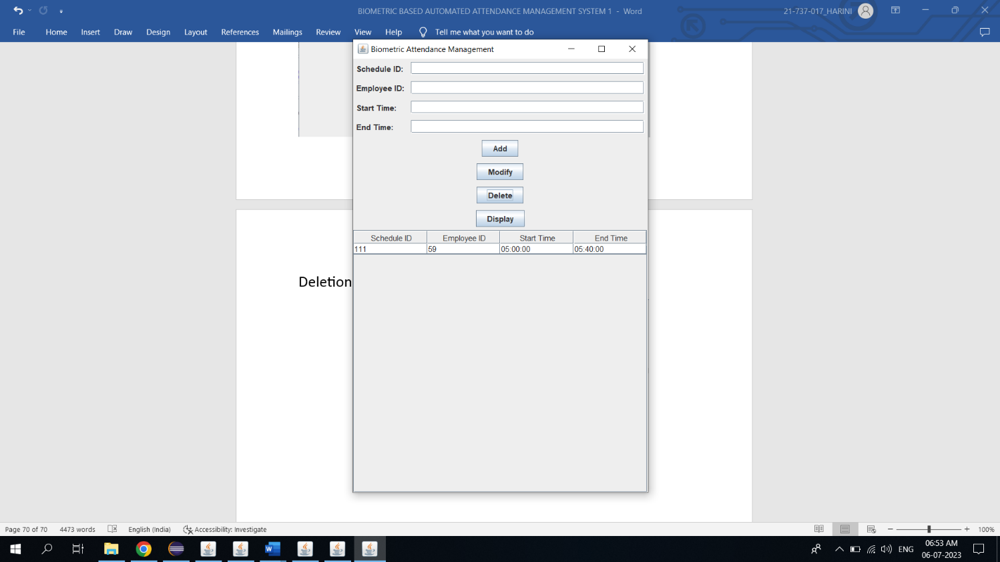 BIOMETRIC BASED AUTOMATED ATTENDANCE MANAGEMENT SYSTEM 1 - Word
21-737-017_HARINI
File Home Insert Draw Design Layout References Mailings Review View Help Tell me what you want to do
Biometric Attendance Management
Schedule ID:
Employee ID:
Start Time:
End Time:
Add
Modify
Delete
Display
Schedule ID Employee ID Start Time End Time
111 59 05:00:00 05:40:00
Deletion
Page 70 of 70 4473 words English (India) Accessibility: Investigate 100%
ENG 06:53 AM
06-07-2023